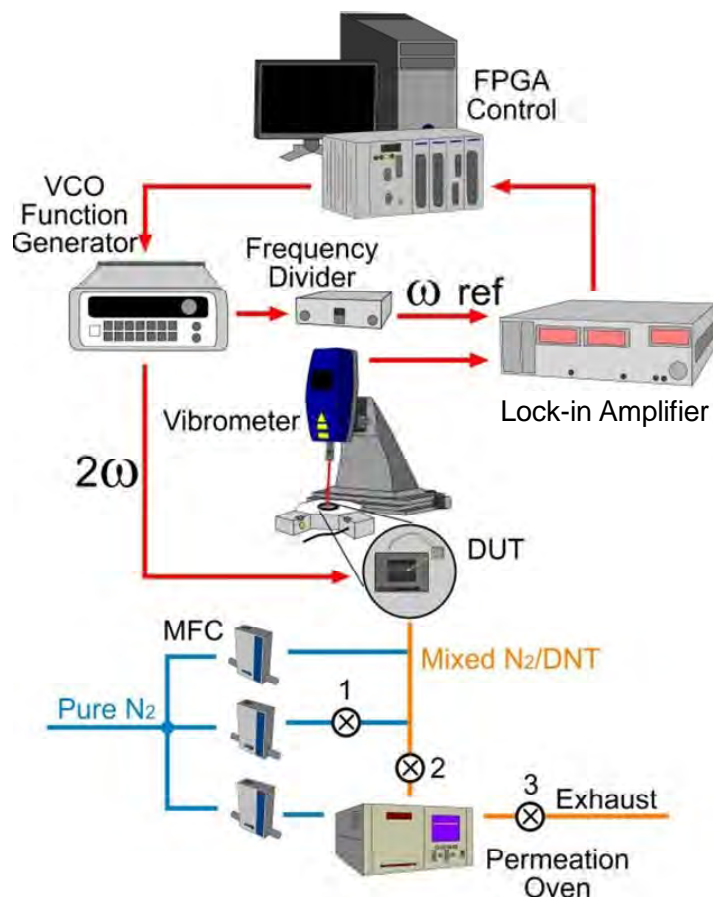 FPGA
Control
VCO
Function
Generator
Frequency
Divider
ω ref
Vibrometer
Lock-in Amplifier
2ω
DUT
MFC
Mixed N₂/DNT
1
Pure N₂
2
3
Exhaust
Permeation
Oven